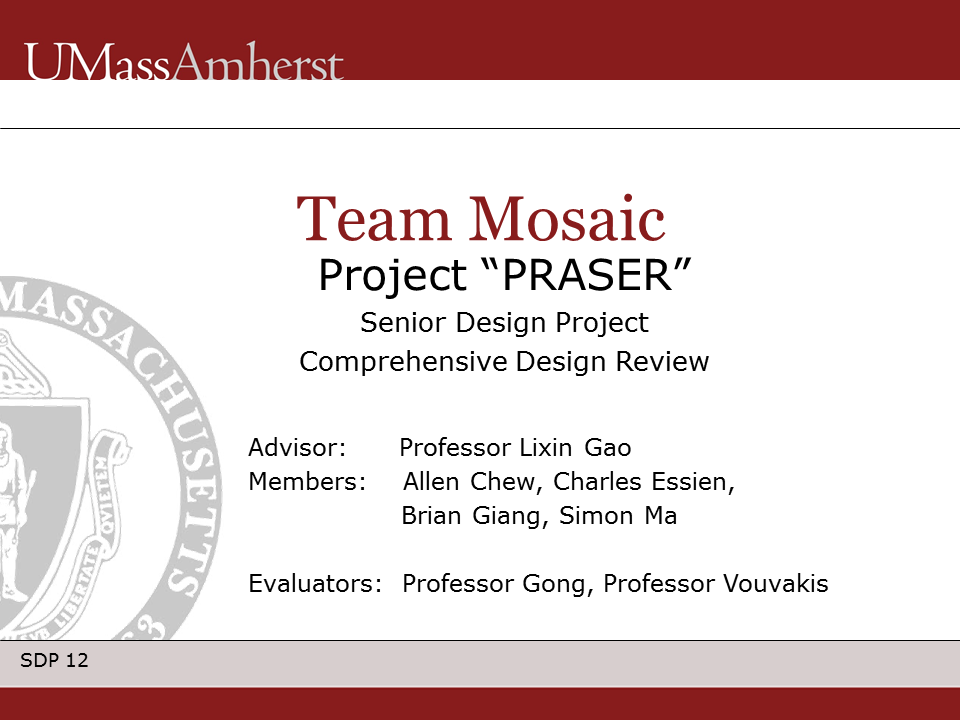 UMassAmherst
Team Mosaic
Project “PRASER”
Senior Design Project
Comprehensive Design Review
Advisor: Professor Lixin Gao
Members: Allen Chew, Charles Essien,
Brian Giang, Simon Ma
Evaluators: Professor Gong, Professor Vouvakis
MASSACHUSETTS
SDP 12